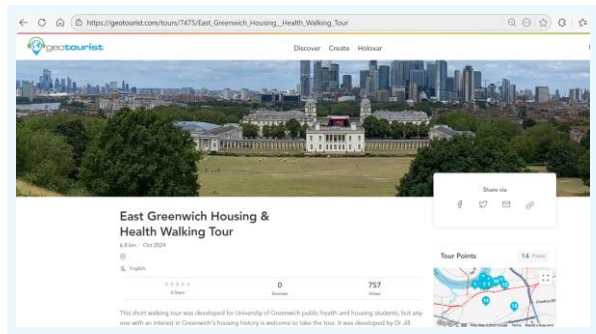 https://geotourist.com/tours/7475/East_Greenwich_Housing__Health_Walking_Tour
geotourist
Discover Create Holoxar
Share via
East Greenwich Housing &
Health Walking Tour
6.8 km - Oct 2024
English
0 Stars
0
Reviews
757
Views
Tour Points
14 Points
This short walking tour was developed for University of Greenwich public health and housing students, but any-
one with an interest in Greenwich's housing history is welcome to take the tour. It was developed by Dr Jill